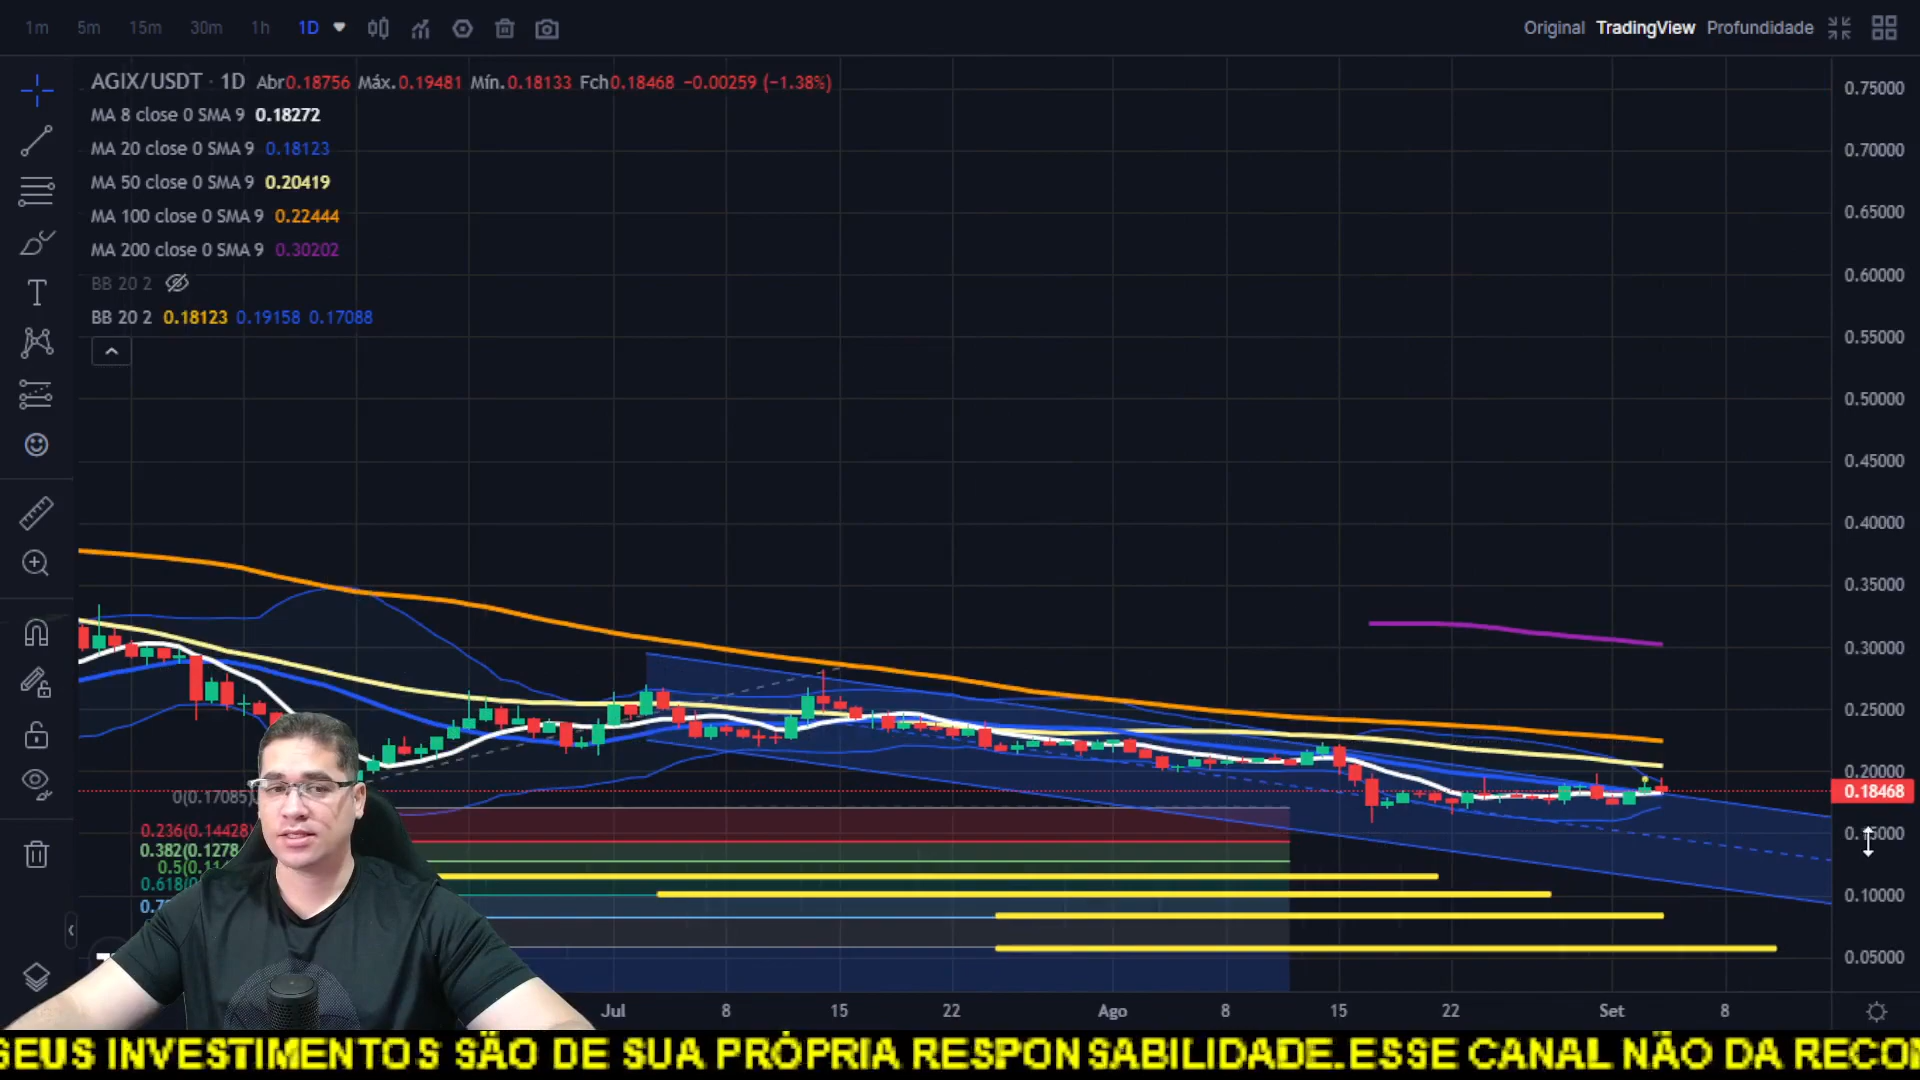 1m 5m 15m 30m 1h 1D
Original TradingView Profundidade
AGIX/USDT · 1D Abr0.18756 Máx.0.19481 Mín.0.18133 Fch0.18468 −0.00259 (−1.38%)
MA 8 close 0 SMA 9 0.18272
MA 20 close 0 SMA 9 0.18123
MA 50 close 0 SMA 9 0.20419
MA 100 close 0 SMA 9 0.22444
MA 200 close 0 SMA 9 0.30202
BB 20 2
BB 20 2 0.18123 0.19158 0.17088
0.75000
0.70000
0.65000
0.60000
0.55000
0.50000
0.45000
0.40000
0.35000
0.30000
0.25000
0.20000
0.18468
0.15000
0.10000
0.05000
0(0.17085)
0.236(0.14428)
0.382(0.1278
0.5(0.11
0.618(0.
Jul 8 15 22 Ago 8 15 22 Set 8
SEUS INVESTIMENTOS SÃO DE SUA PRÓPRIA RESPONSABILIDADE.ESSE CANAL NÃO DA RECOM